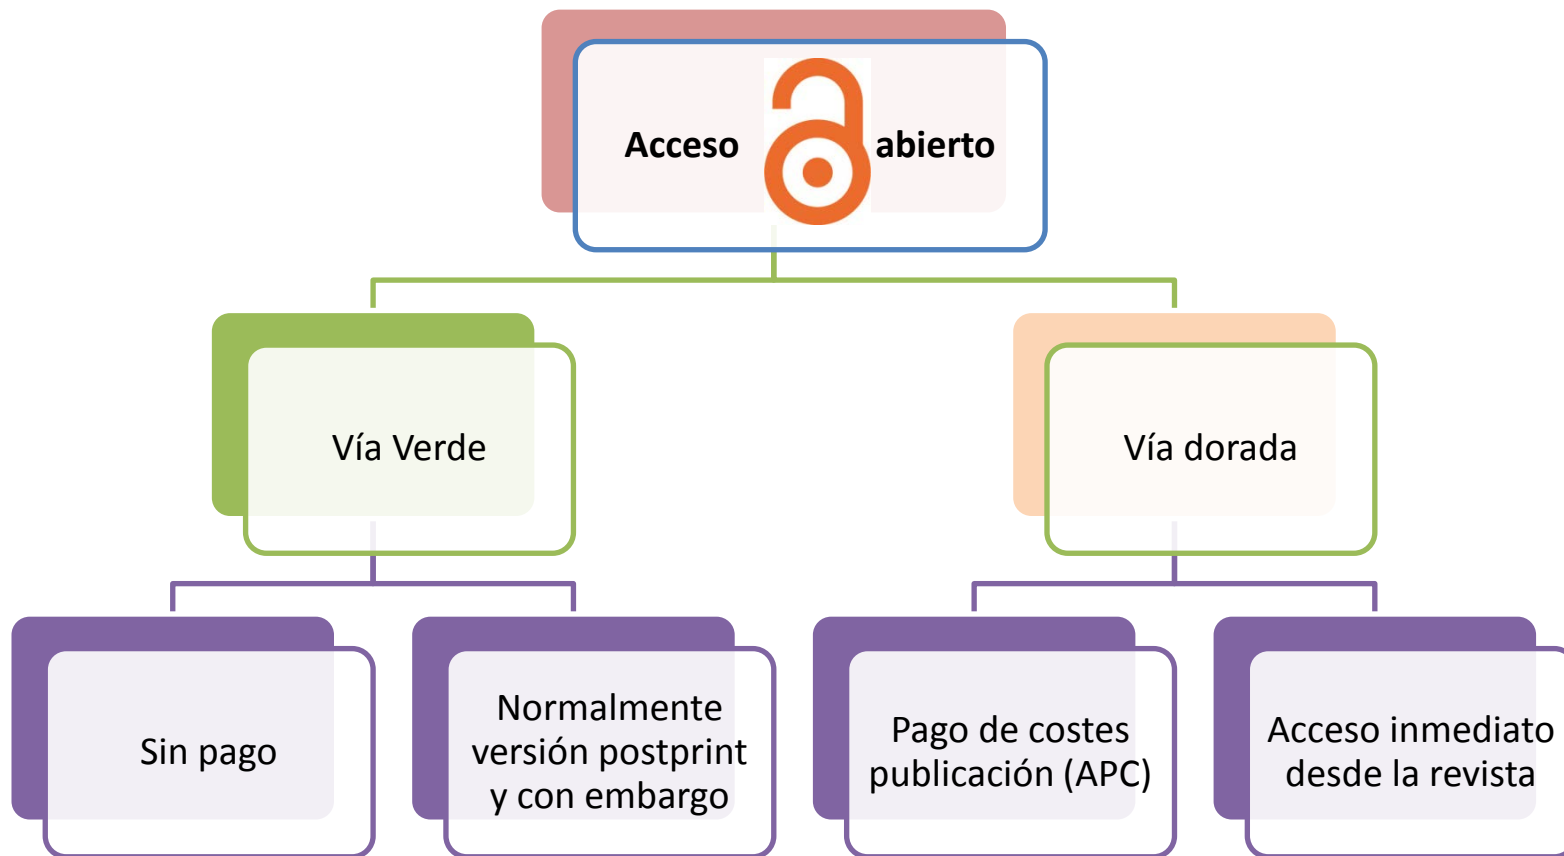 Acceso abierto
Vía Verde
Vía dorada
Sin pago
Normalmente
versión postprint
y con embargo
Pago de costes
publicación (APC)
Acceso inmediato
desde la revista